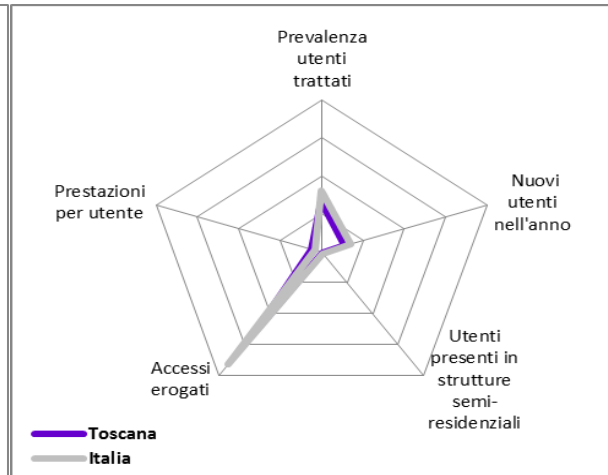 Prevalenza
utenti
trattati
Nuovi
utenti
nell'anno
Utenti
presenti in
strutture
semi-
residenziali
Accessi
erogati
Prestazioni
per utente
Toscana
Italia